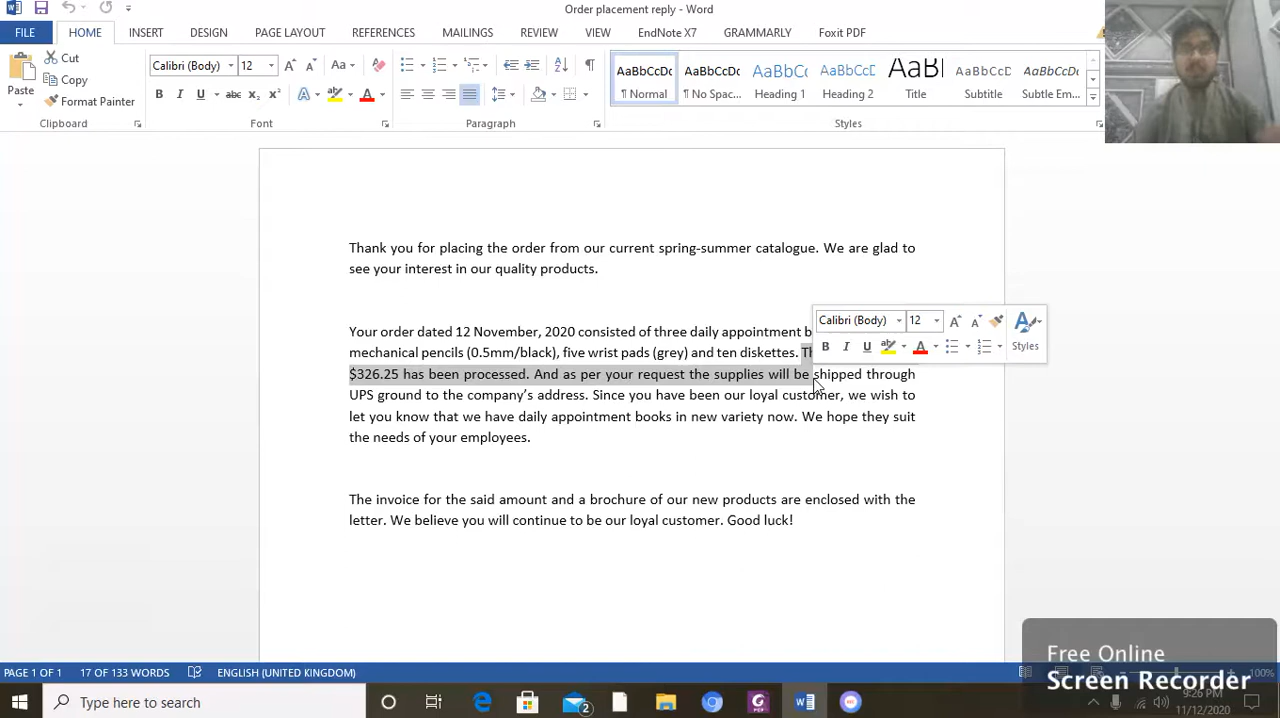 Order placement reply - Word
FILE HOME INSERT DESIGN PAGE LAYOUT REFERENCES MAILINGS REVIEW VIEW EndNote X7 GRAMMARLY Foxit PDF
Paste
Cut
Copy
Format Painter
Calibri (Body) 12
AaBbCcDc AaBbCcDc AaBbCc AaBbCcC AaB AaBbCcD AaBbCcDc
¶ Normal ¶ No Spac... Heading 1 Heading 2 Title Subtitle Subtle Em...
Clipboard Font Paragraph Styles
Thank you for placing the order from our current spring-summer catalogue. We are glad to
see your interest in our quality products.
Calibri (Body) 12
Styles
Your order dated 12 November, 2020 consisted of three daily appointment
mechanical pencils (0.5mm/black), five wrist pads (grey) and ten diskettes.
$326.25 has been processed. And as per your request the supplies will be shipped through
UPS ground to the company’s address. Since you have been our loyal customer, we wish to
let you know that we have daily appointment books in new variety now. We hope they suit
the needs of your employees.
The invoice for the said amount and a brochure of our new products are enclosed with the
letter. We believe you will continue to be our loyal customer. Good luck!
PAGE 1 OF 1 17 OF 133 WORDS ENGLISH (UNITED KINGDOM) 100%
Free Online
Screen Recorder
Type here to search
2
9:26 PM
11/12/2020